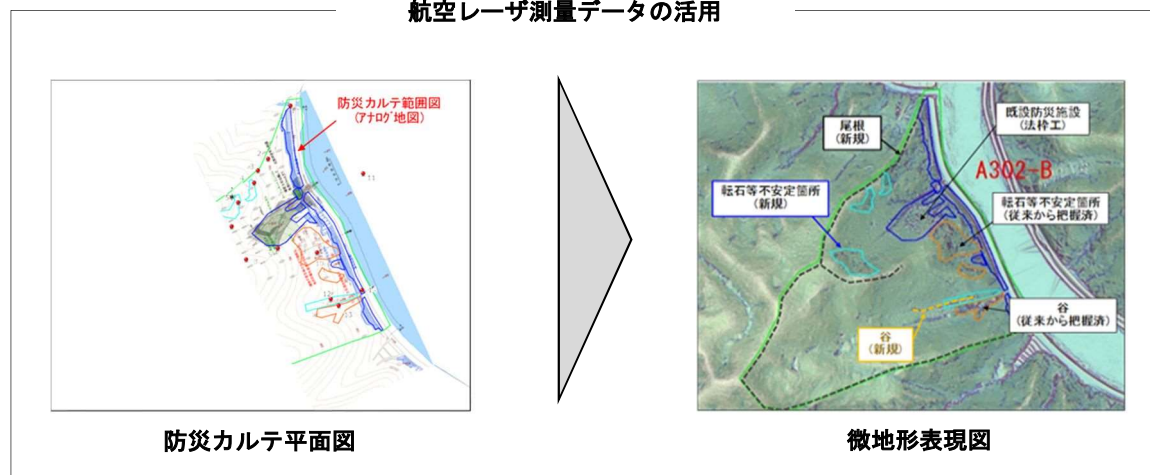 航空レーザ測量データの活用
防災カルテ範囲図
(アナログ地図)
11
12
13
防災カルテ平面図
既設防災施設
(法枠工)
尾根
(新規)
A302-B
転石等不安定箇所
(新規)
転石等不安定箇所
(従来から把握済)
谷
(従来から把握済)
谷
(新規)
微地形表現図